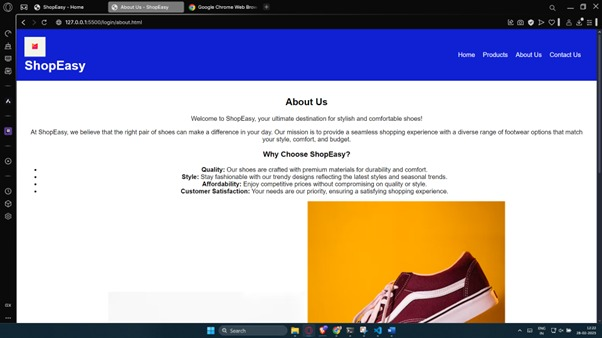 ShopEasy - Home
About Us - ShopEasy
Google Chrome Web Brow
127.0.0.1:5500/login/about.html
ShopEasy
Home Products About Us Contact Us
About Us
Welcome to ShopEasy, your ultimate destination for stylish and comfortable shoes!
At ShopEasy, we believe that the right pair of shoes can make a difference in your day. Our mission is to provide a seamless shopping experience with a diverse range of footwear options that match
your style, comfort, and budget.
Why Choose ShopEasy?
Quality: Our shoes are crafted with premium materials for durability and comfort.
Style: Stay fashionable with our trendy designs reflecting the latest styles and seasonal trends.
Affordability: Enjoy competitive prices without compromising on quality or style.
Customer Satisfaction: Your needs are our priority, ensuring a satisfying shopping experience.
Search
ENG